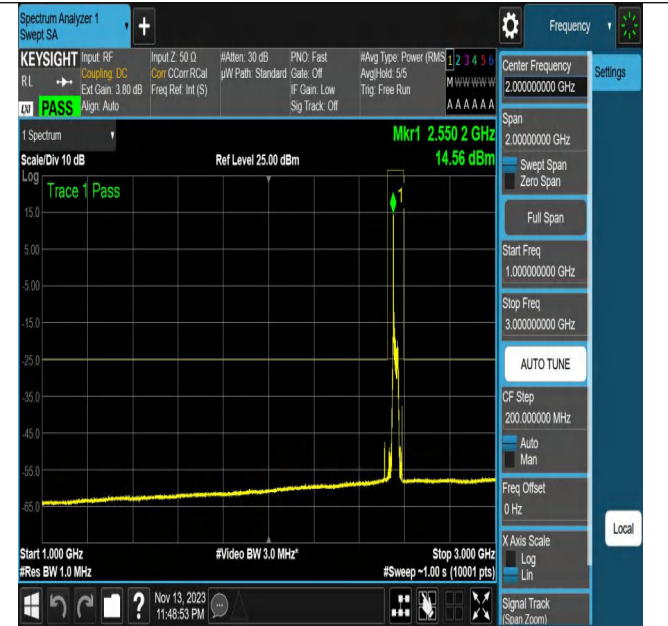 Spectrum Analyzer 1
Swept SA
+
Frequency
KEYSIGHT
RL
LXI
PASS
Input: RF
Coupling: DC
Ext Gain: 3.80 dB
Align: Auto
Input Z: 50 Ω
Corr CCorr RCal
Freq Ref: Int (S)
#Atten: 30 dB
µW Path: Standard
PNO: Fast
Gate: Off
IF Gain: Low
Sig Track: Off
#Avg Type: Power (RMS
Avg|Hold: 5/5
Trig: Free Run
1 2 3 4 5 6
M W W W W W
A A A A A A
1 Spectrum
Scale/Div 10 dB
Ref Level 25.00 dBm
Mkr1 2.550 2 GHz
14.56 dBm
Log
Trace 1 Pass
1
15.0
5.00
-5.00
-15.0
-25.0
-35.0
-45.0
-55.0
-65.0
Start 1.000 GHz
#Res BW 1.0 MHz
#Video BW 3.0 MHz*
Stop 3.000 GHz
#Sweep ~1.00 s (10001 pts)
Nov 13, 2023
11:48:53 PM
?
Center Frequency
2.000000000 GHz
Settings
Span
2.00000000 GHz
Swept Span
Zero Span
Full Span
Start Freq
1.000000000 GHz
Stop Freq
3.000000000 GHz
AUTO TUNE
CF Step
200.000000 MHz
Auto
Man
Freq Offset
0 Hz
X Axis Scale
Log
Lin
Local
Signal Track
(Span Zoom)